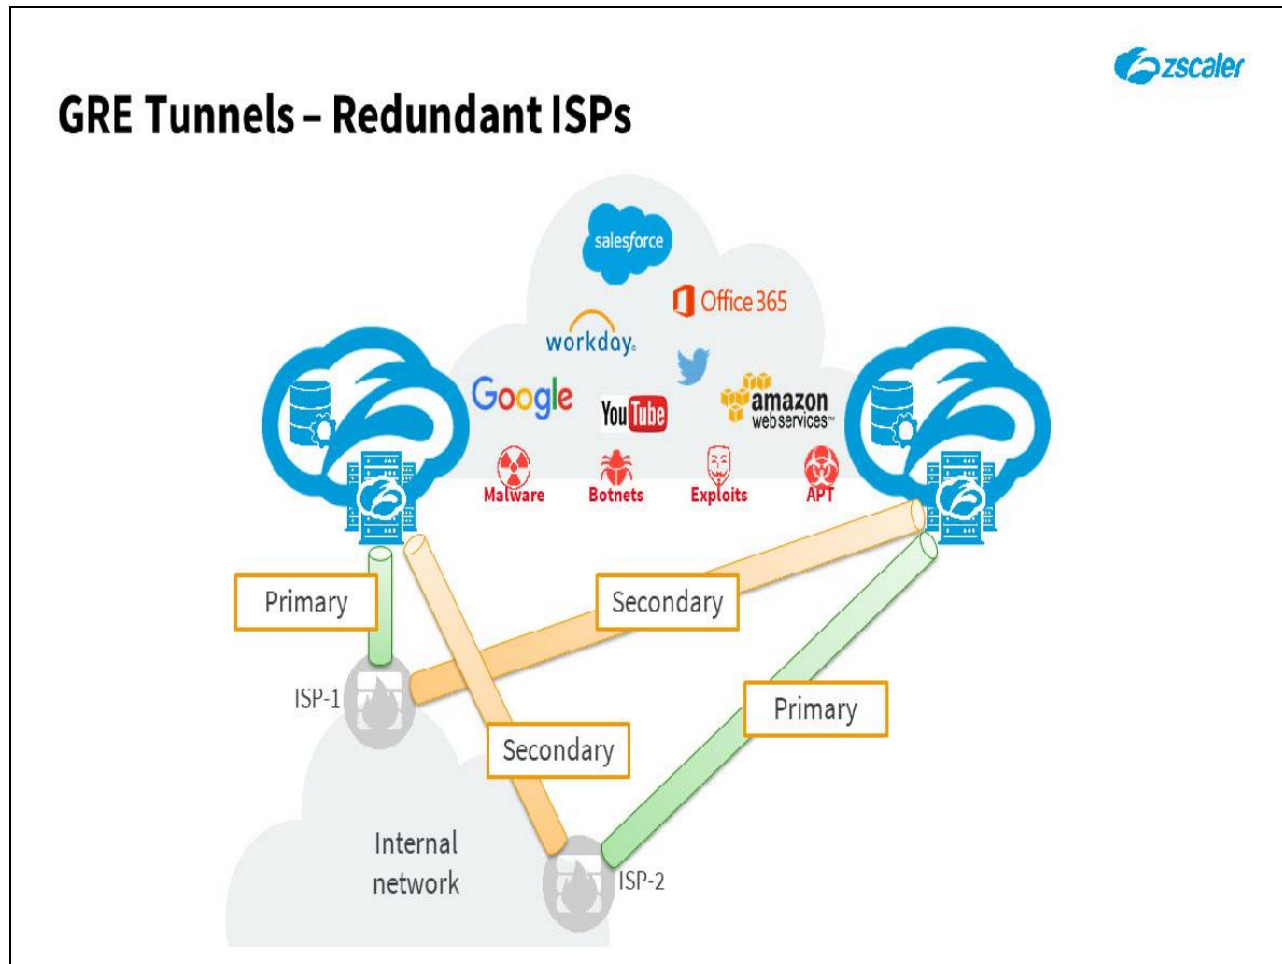 zscaler
GRE Tunnels – Redundant ISPs
salesforce
Office 365
workday.
Google
YouTube
amazon
web services™
Malware
Botnets
Exploits
APT
Primary
Secondary
ISP-1
Primary
Secondary
Internal
network
ISP-2